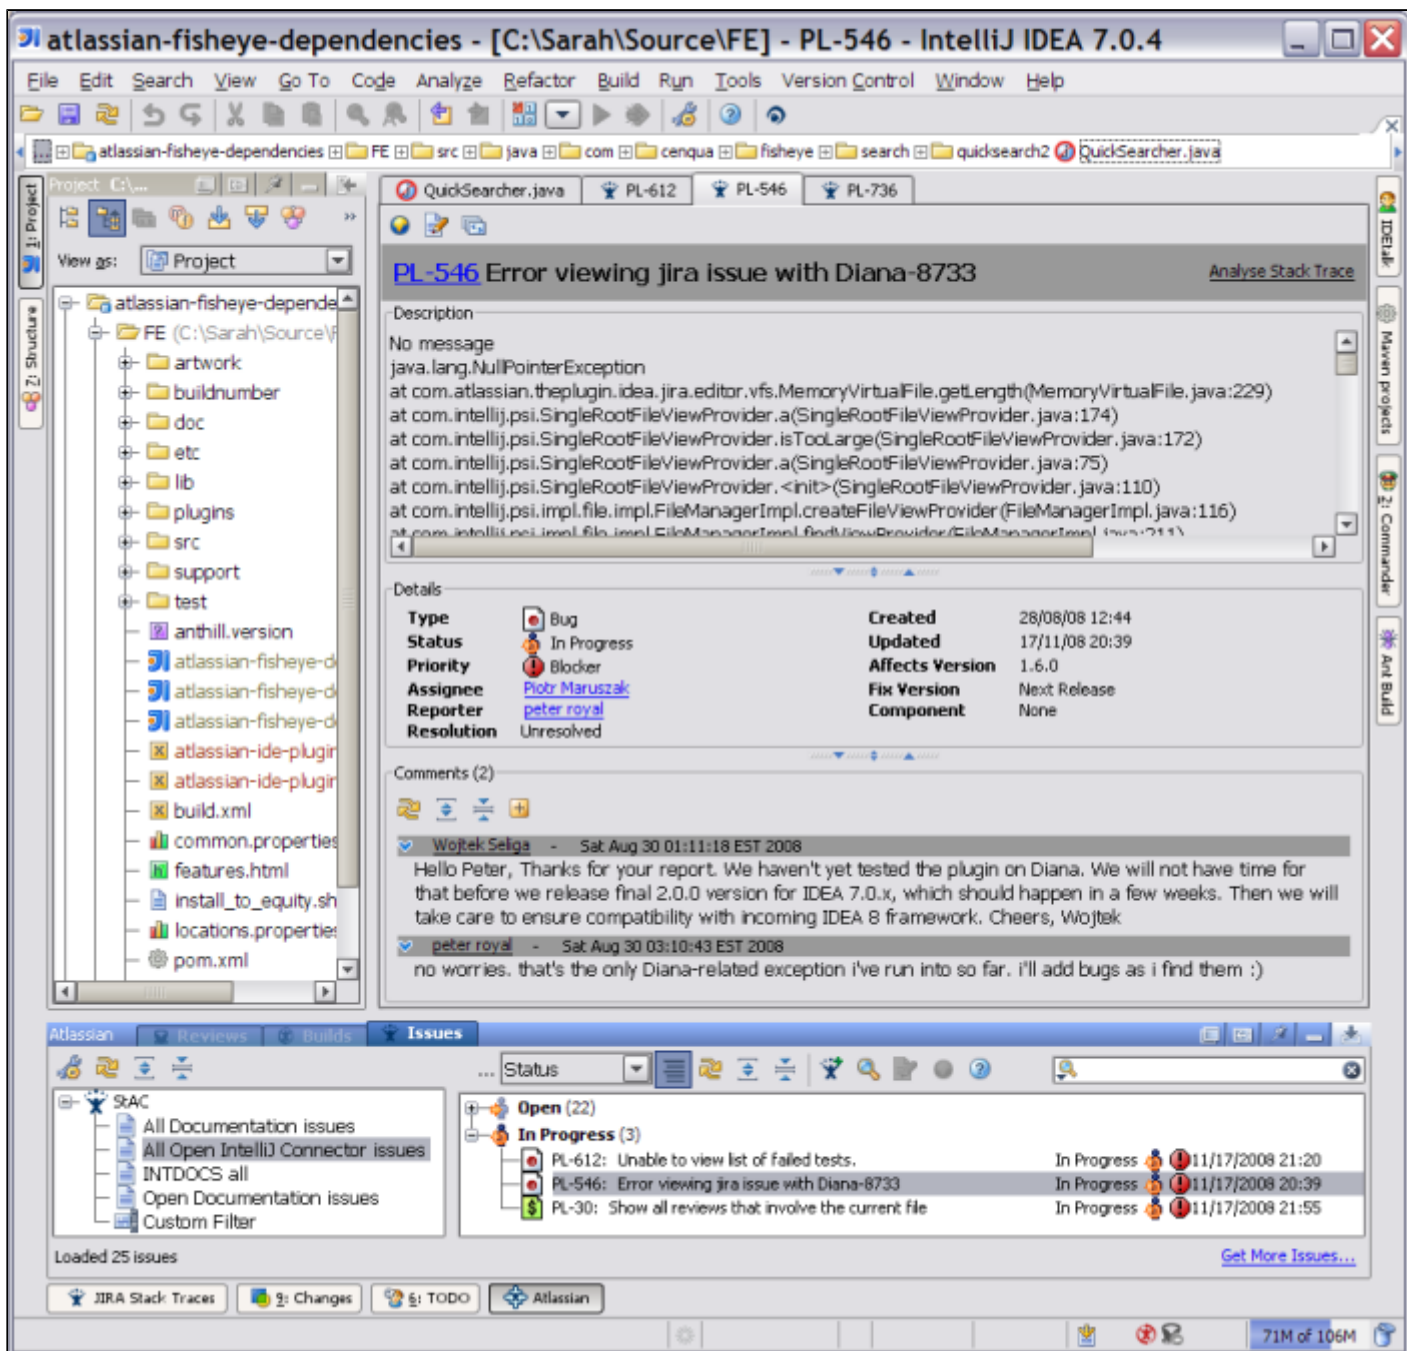 atlassian-fisheye-dependencies - [C:\Sarah\Source\FE] - PL-546 - IntelliJ IDEA 7.0.4
File Edit Search View Go To Code Analyze Refactor Build Run Tools Version Control Window Help
atlassian-fisheye-dependencies FE src java com cenqua fisheye search quicksearch2 QuickSearcher.java
1: Project
7: Structure
Project C:\...
View as: Project
atlassian-fisheye-depende
FE (C:\Sarah\Source\F
artwork
buildnumber
doc
etc
lib
plugins
src
support
test
anthill.version
atlassian-fisheye-d
atlassian-fisheye-d
atlassian-fisheye-d
atlassian-ide-plugin
atlassian-ide-plugin
build.xml
common.properties
features.html
install_to_equity.sh
locations.properties
pom.xml
QuickSearcher.java PL-612 PL-546 PL-736
PL-546 Error viewing jira issue with Diana-8733 Analyse Stack Trace
Description
No message
java.lang.NullPointerException
at com.atlassian.theplugin.idea.jira.editor.vfs.MemoryVirtualFile.getLength(MemoryVirtualFile.java:229)
at com.intellij.psi.SingleRootFileViewProvider.a(SingleRootFileViewProvider.java:174)
at com.intellij.psi.SingleRootFileViewProvider.isTooLarge(SingleRootFileViewProvider.java:172)
at com.intellij.psi.SingleRootFileViewProvider.a(SingleRootFileViewProvider.java:75)
at com.intellij.psi.SingleRootFileViewProvider.<init>(SingleRootFileViewProvider.java:110)
at com.intellij.psi.impl.file.impl.FileManagerImpl.createFileViewProvider(FileManagerImpl.java:116)
at com.intellij.psi.impl.file.impl.FileManagerImpl.findViewProvider(FileManagerImpl.java:211)
Details
Type Bug Created 28/08/08 12:44
Status In Progress Updated 17/11/08 20:39
Priority Blocker Affects Version 1.6.0
Assignee Piotr Maruszak Fix Version Next Release
Reporter peter royal Component None
Resolution Unresolved
Comments (2)
Wojtek Seliga - Sat Aug 30 01:11:18 EST 2008
Hello Peter, Thanks for your report. We haven't yet tested the plugin on Diana. We will not have time for
that before we release final 2.0.0 version for IDEA 7.0.x, which should happen in a few weeks. Then we will
take care to ensure compatibility with incoming IDEA 8 framework. Cheers, Wojtek
peter royal - Sat Aug 30 03:10:43 EST 2008
no worries. that's the only Diana-related exception i've run into so far. i'll add bugs as i find them :)
IDEtalk
Maven projects
2: Commander
Ant Build
Atlassian Reviews Builds Issues
... Status
StAC
All Documentation issues
All Open IntelliJ Connector issues
INTDOCS all
Open Documentation issues
Custom Filter
Open (22)
In Progress (3)
PL-612: Unable to view list of failed tests. In Progress 11/17/2008 21:20
PL-546: Error viewing jira issue with Diana-8733 In Progress 11/17/2008 20:39
PL-30: Show all reviews that involve the current file In Progress 11/17/2008 21:55
Loaded 25 issues Get More Issues...
JIRA Stack Traces 9: Changes 6: TODO Atlassian
71M of 106M